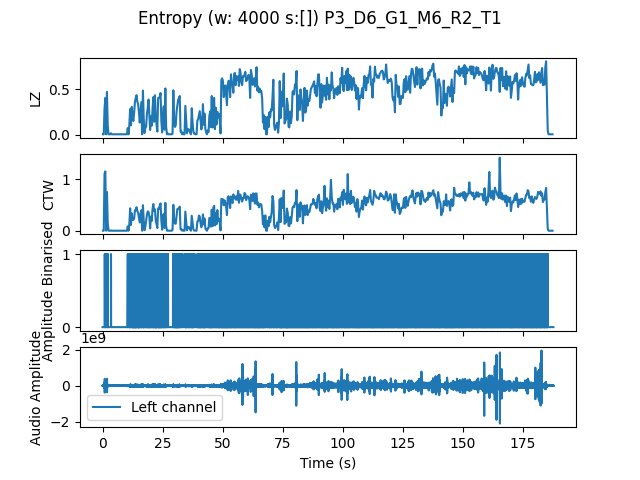 Entropy (w: 4000 s:[]) P3_D6_G1_M6_R2_T1
LZ
0.5
0.0
CTW
1
0
Amplitude Binarised
1
0
1e9
Audio Amplitude
2
0
−2
Left channel
0 25 50 75 100 125 150 175
Time (s)